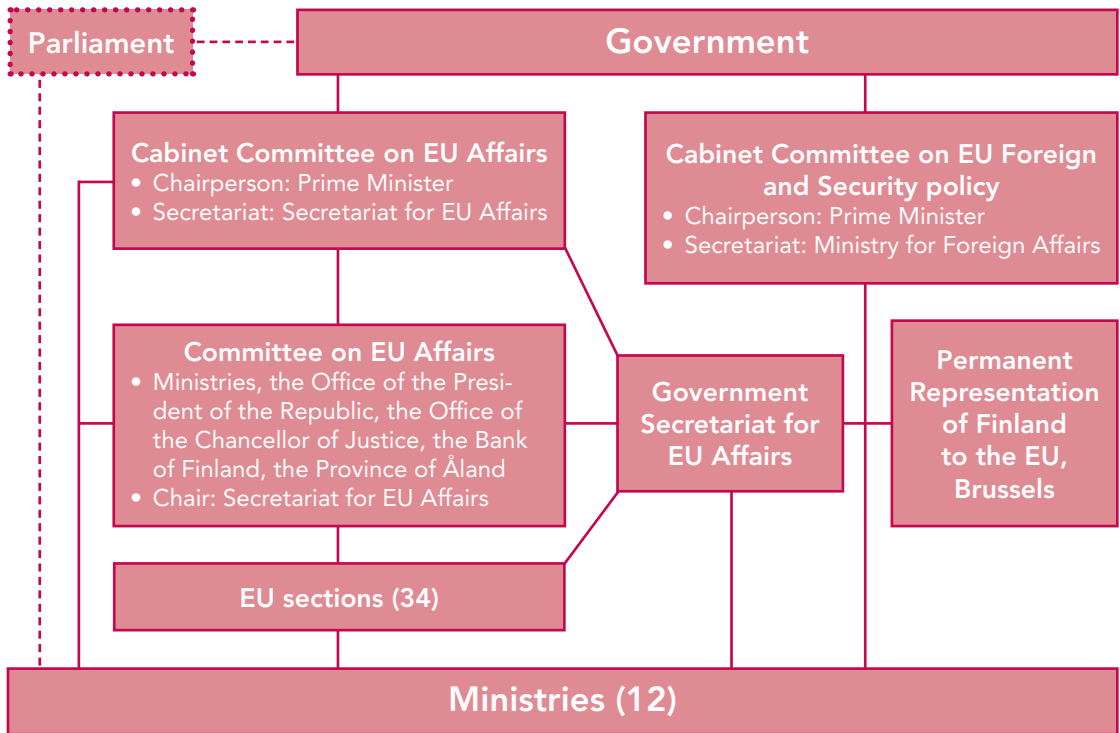 Parliament
Government
Cabinet Committee on EU Affairs
• Chairperson: Prime Minister
• Secretariat: Secretariat for EU Affairs
Cabinet Committee on EU Foreign
and Security policy
• Chairperson: Prime Minister
• Secretariat: Ministry for Foreign Affairs
Committee on EU Affairs
• Ministries, the Office of the Presi-
dent of the Republic, the Office of
the Chancellor of Justice, the Bank
of Finland, the Province of Åland
• Chair: Secretariat for EU Affairs
Government
Secretariat for
EU Affairs
Permanent
Representation
of Finland
to the EU,
Brussels
EU sections (34)
Ministries (12)